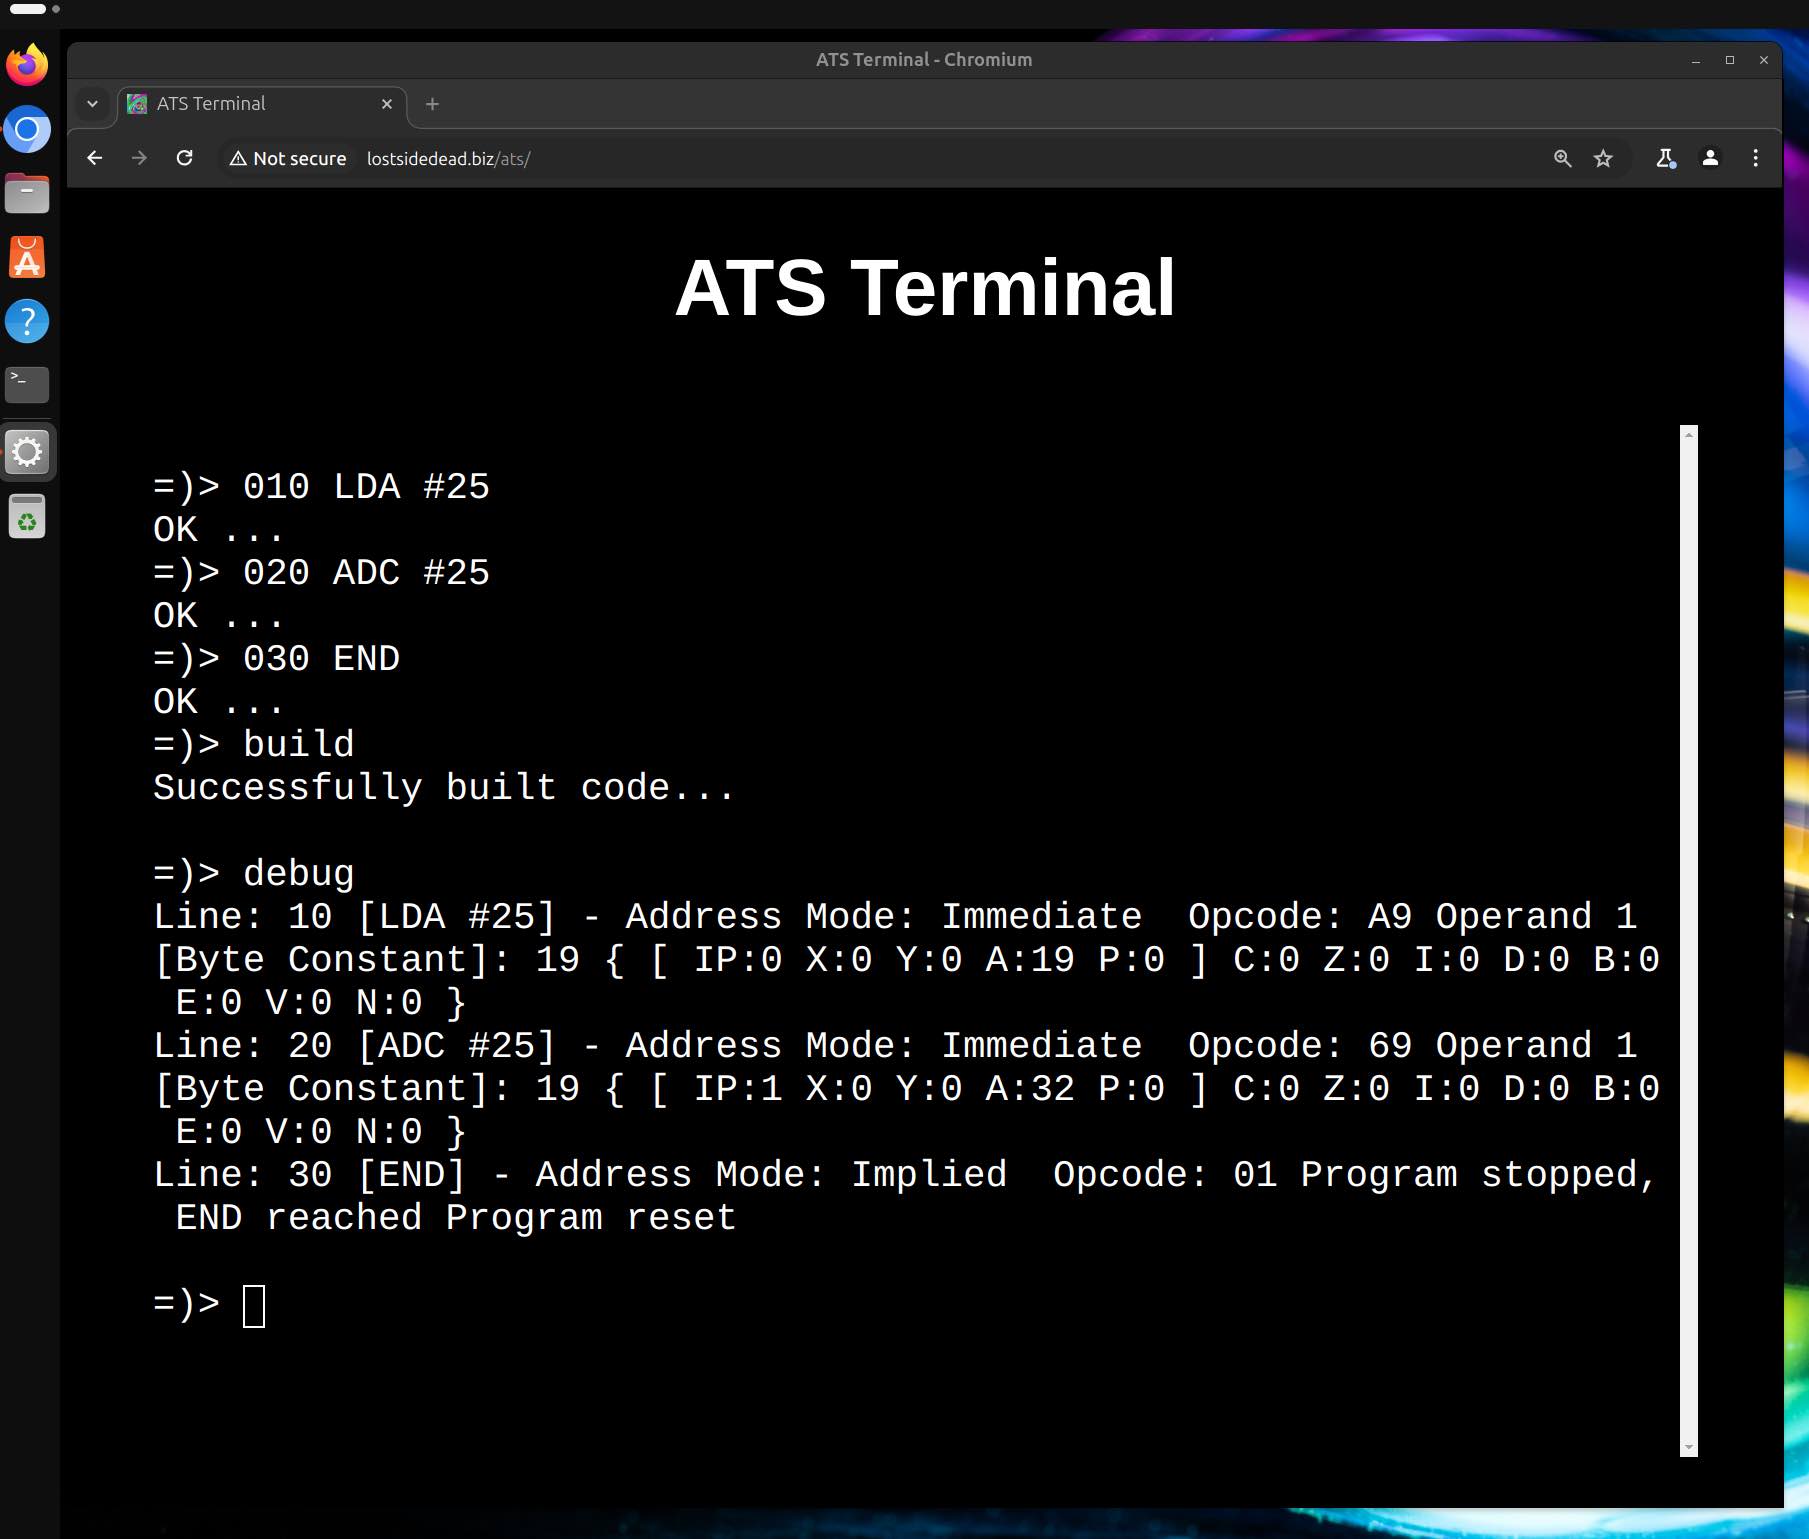 ATS Terminal - Chromium
ATS Terminal
Not secure lostsidedead.biz/ats/
ATS Terminal
=)> 010 LDA #25
OK ...
=)> 020 ADC #25
OK ...
=)> 030 END
OK ...
=)> build
Successfully built code...
=)> debug
Line: 10 [LDA #25] - Address Mode: Immediate  Opcode: A9 Operand 1
[Byte Constant]: 19 { [ IP:0 X:0 Y:0 A:19 P:0 ] C:0 Z:0 I:0 D:0 B:0
E:0 V:0 N:0 }
Line: 20 [ADC #25] - Address Mode: Immediate  Opcode: 69 Operand 1
[Byte Constant]: 19 { [ IP:1 X:0 Y:0 A:32 P:0 ] C:0 Z:0 I:0 D:0 B:0
E:0 V:0 N:0 }
Line: 30 [END] - Address Mode: Implied  Opcode: 01 Program stopped,
END reached Program reset
=)>